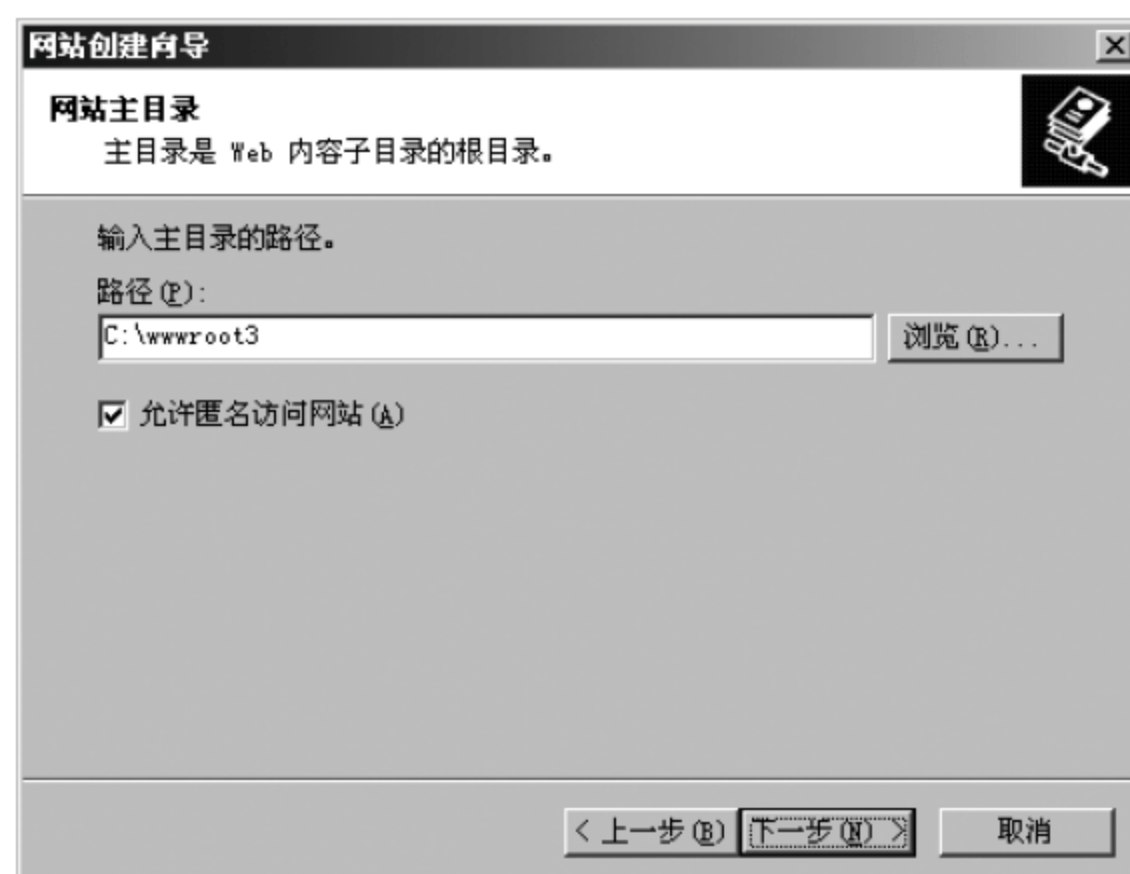 网站创建向导
网站主目录
主目录是 Web 内容子目录的根目录。
输入主目录的路径。
路径(P):
C:\wwwroot3
浏览(R)...
允许匿名访问网站(A)
< 上一步(B) 下一步(N) > 取消